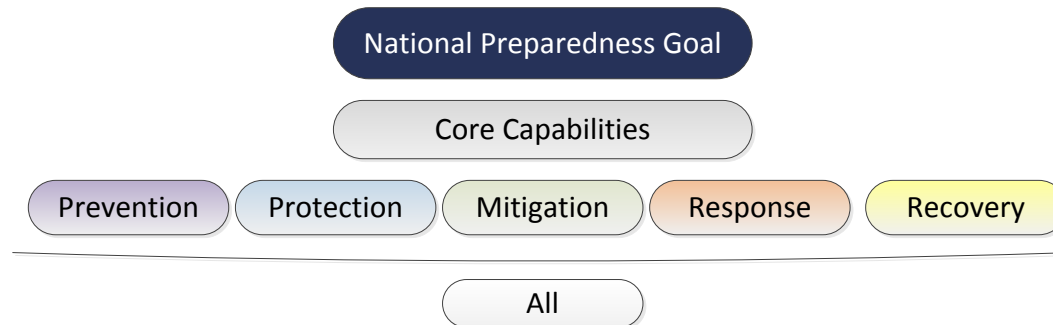 National Preparedness Goal
Core Capabilities
Prevention Protection Mitigation Response Recovery
All